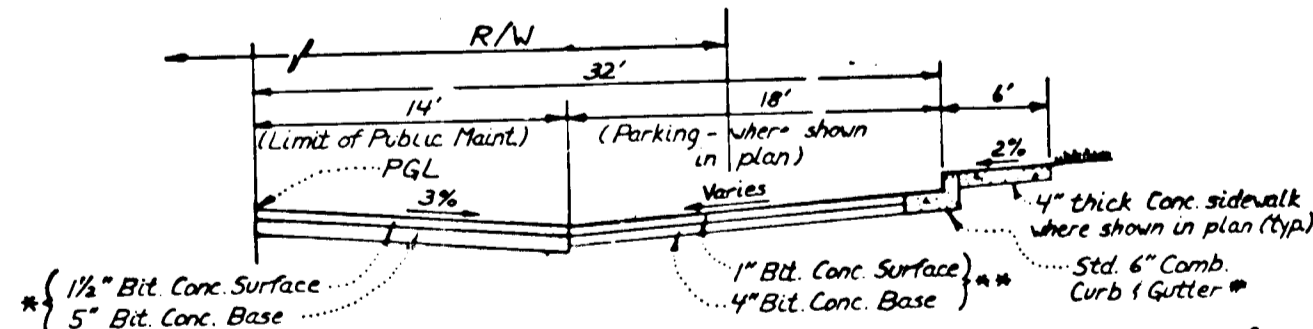 R/W
32'
14'
18'
6'
(Limit of Public Maint.)
(Parking - where shown
in plan)
PGL
2%
3%
Varies
4" thick Conc. sidewalk
where shown in plan (typ.)
* { 1½" Bit. Conc. Surface
5" Bit. Conc. Base
1" Bit. Conc. Surface } **
4" Bit. Conc. Base
Std. 6" Comb.
Curb & Gutter *